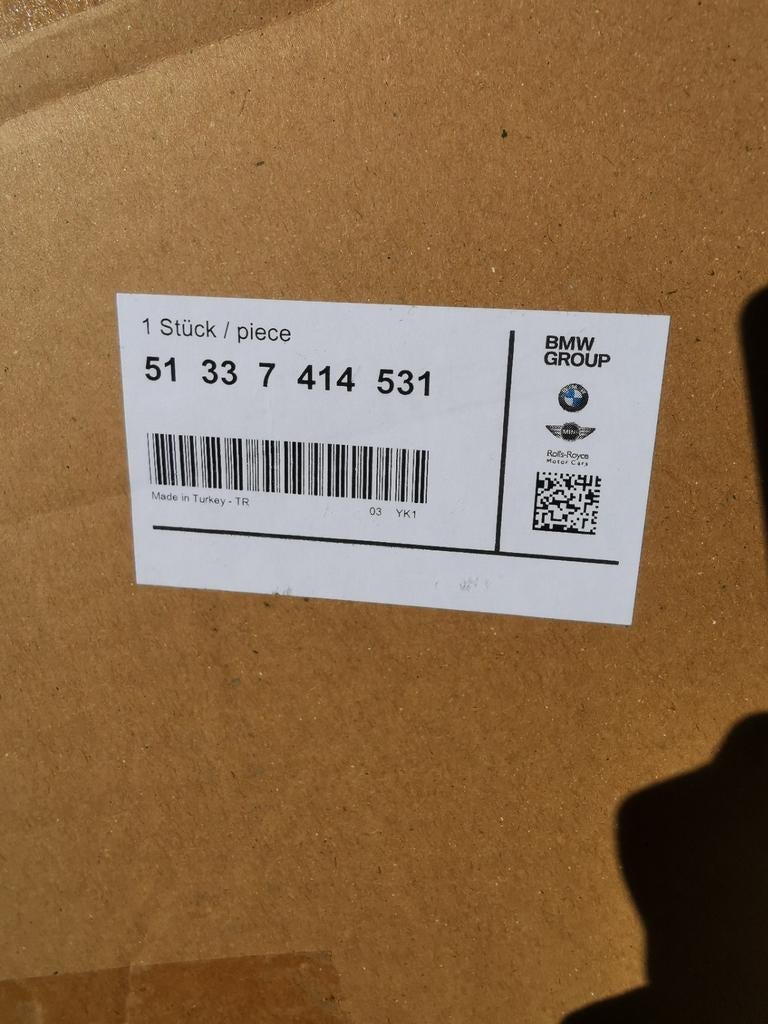 1 Stück / piece
51 33 7 414 531
Made in Turkey - TR
03 YK1
BMW
GROUP
MINI
Rolls-Royce
Motor Cars